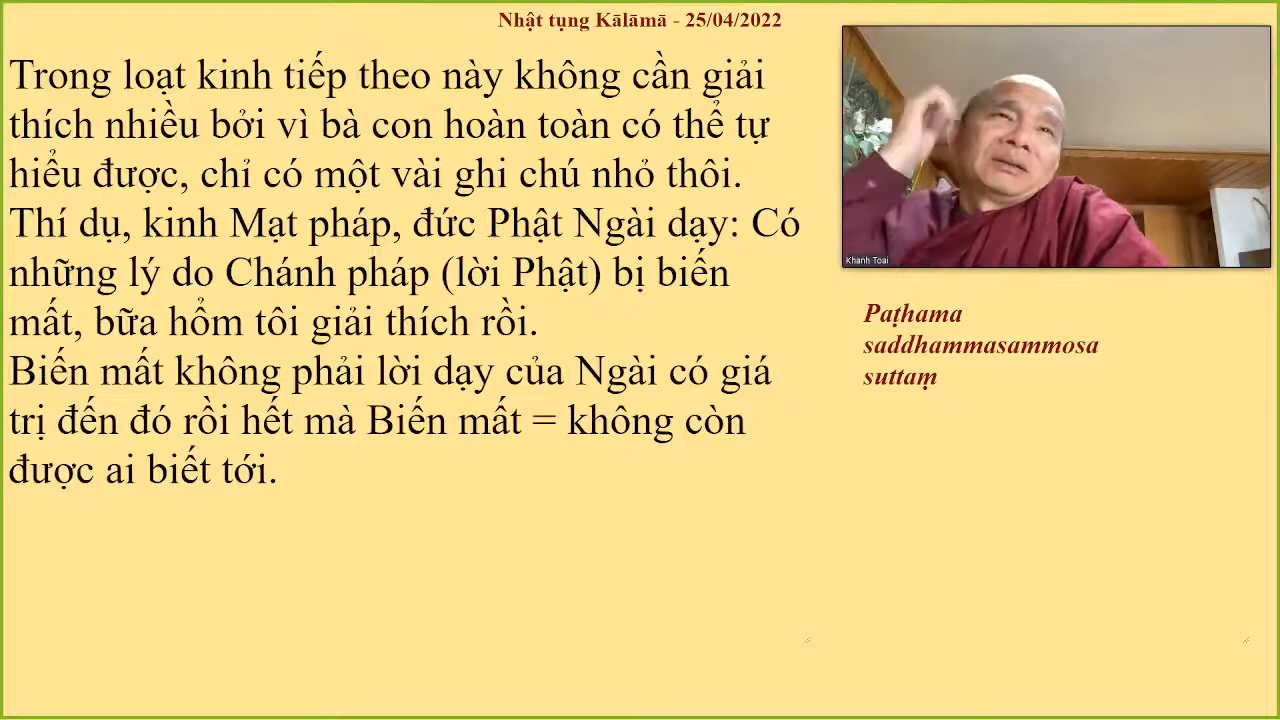 Nhật tụng Kālāmā - 25/04/2022
Trong loạt kinh tiếp theo này không cần giải
thích nhiều bởi vì bà con hoàn toàn có thể tự
hiểu được, chỉ có một vài ghi chú nhỏ thôi.
Thí dụ, kinh Mạt pháp, đức Phật Ngài dạy: Có
những lý do Chánh pháp (lời Phật) bị biến
mất, bữa hổm tôi giải thích rồi.
Biến mất không phải lời dạy của Ngài có giá
trị đến đó rồi hết mà Biến mất = không còn
được ai biết tới.
Khanh Toai
Paṭhama
saddhammasammosa
suttaṃ